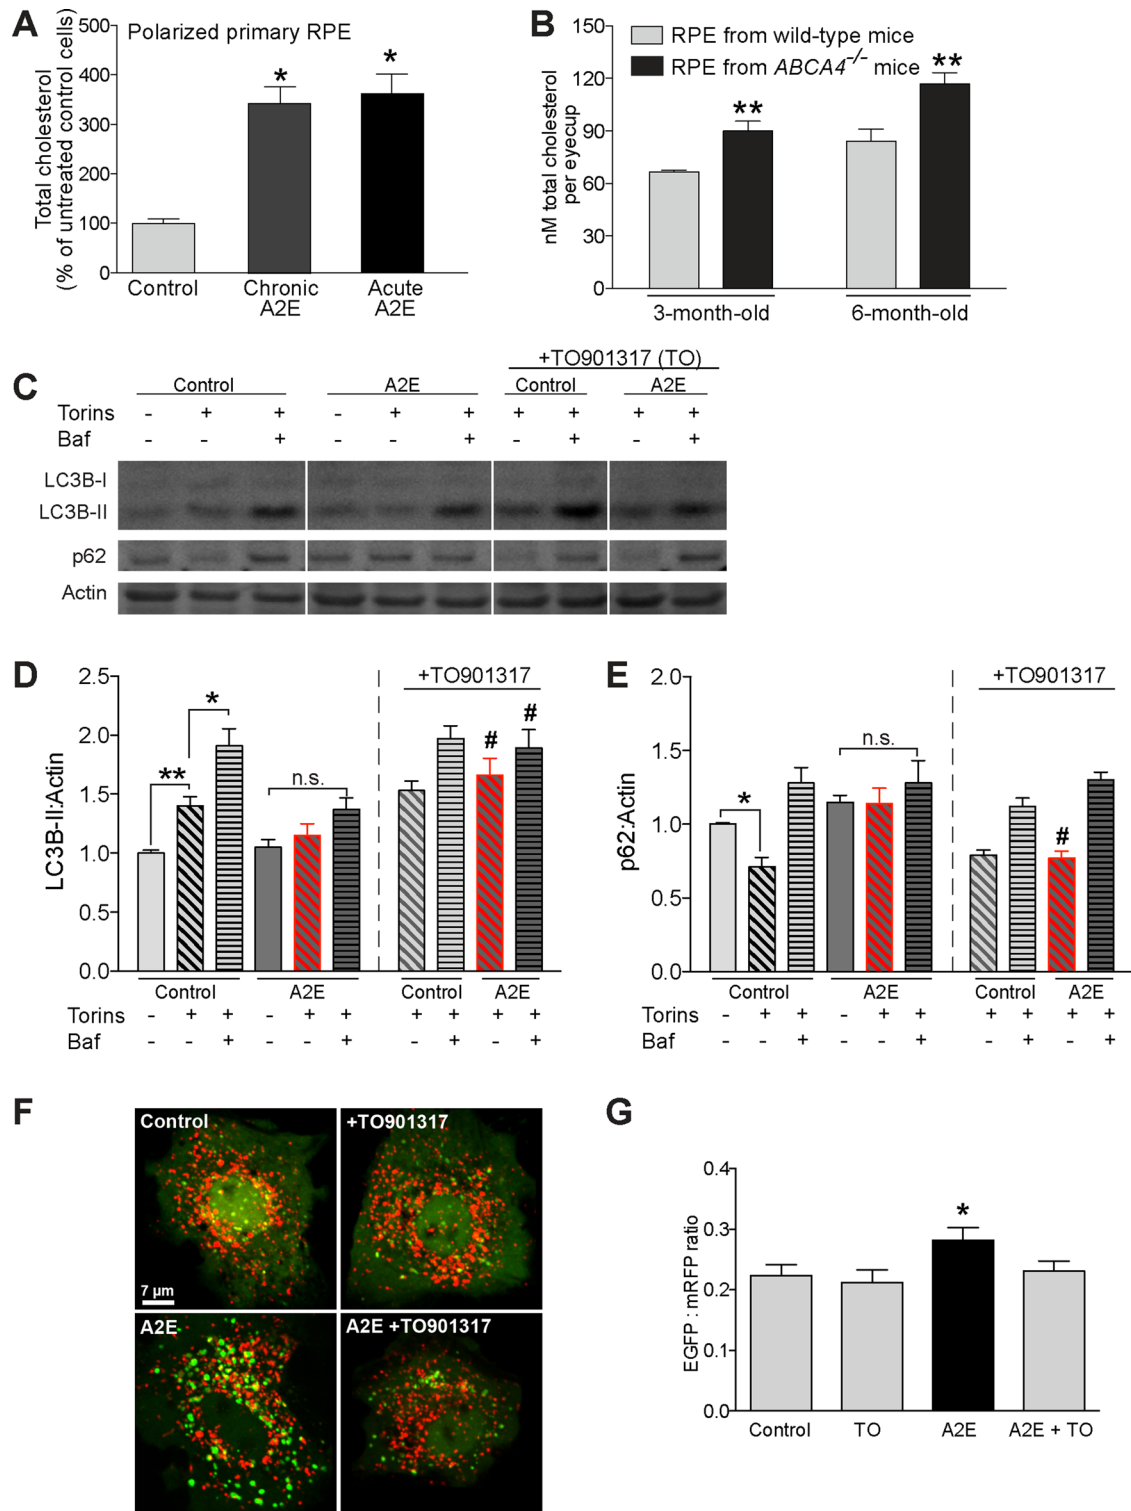 A
Polarized primary RPE
Total cholesterol
(% of untreated control cells)
500
400
300
200
100
0
*
*
Control
Chronic A2E
Acute A2E
B
RPE from wild-type mice
RPE from ABCA4-/- mice
nM total cholesterol
per eyecup
120
90
60
30
0
**
**
3-month-old
6-month-old
C
+TO901317 (TO)
Control
A2E
Control
A2E
Torins - + + - + + + + + +
Baf - - + - - + - + - +
LC3B-I
LC3B-II
p62
Actin
D
LC3B-II:Actin
2.5
2.0
1.5
1.0
0.5
0.0
**
*
n.s.
+TO901317
#
#
Control
A2E
Control
A2E
Torins - + + - + + + + + +
Baf - - + - - + - + - +
E
p62:Actin
2.0
1.5
1.0
0.5
0.0
*
n.s.
+TO901317
#
Control
A2E
Control
A2E
Torins - + + - + + + + + +
Baf - - + - - + - + - +
F
Control
7 µm
+TO901317
A2E
A2E +TO901317
G
EGFP : mRFP ratio
0.4
0.3
0.2
0.1
0.0
*
Control
TO
A2E
A2E + TO